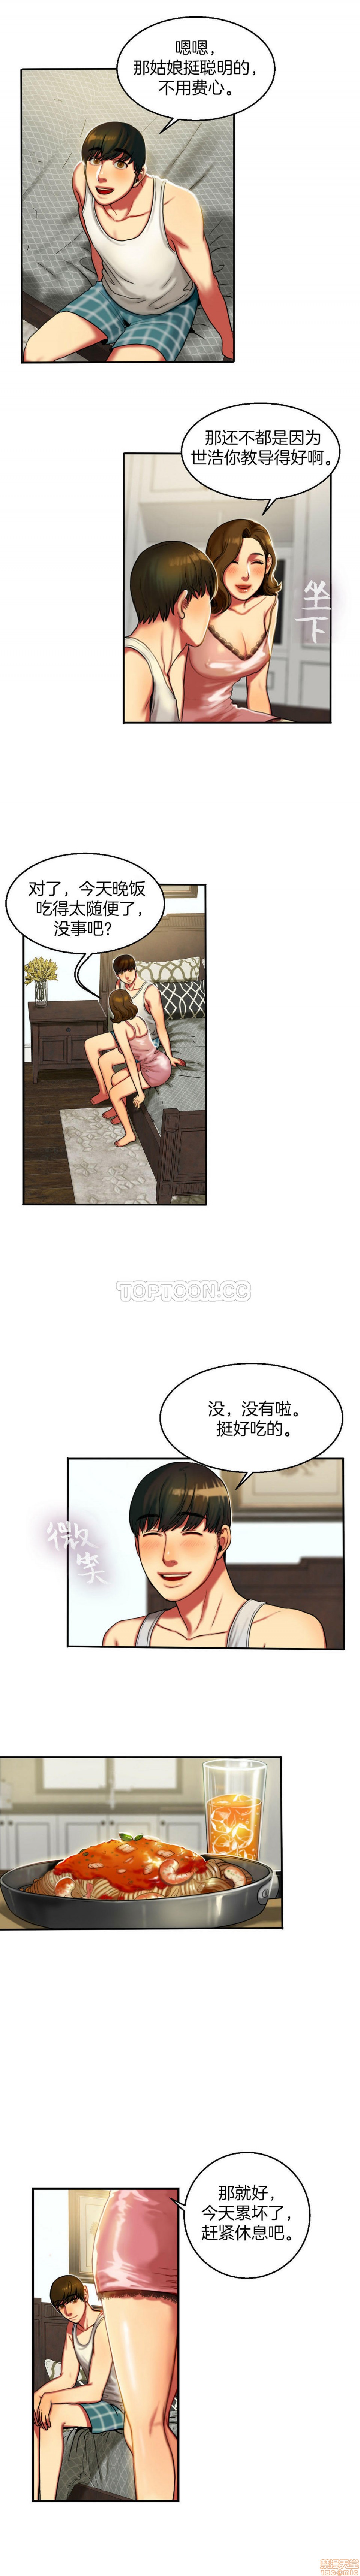 嗯嗯，
那姑娘挺聪明的，
不用费心。
那还不都是因为
世浩你教导得好啊。
坐下
对了，今天晚饭
吃得太随便了，
没事吧？
TOPTOON.CC
没，没有啦。
挺好吃的。
微笑
那就好，
今天累坏了，
赶紧休息吧。